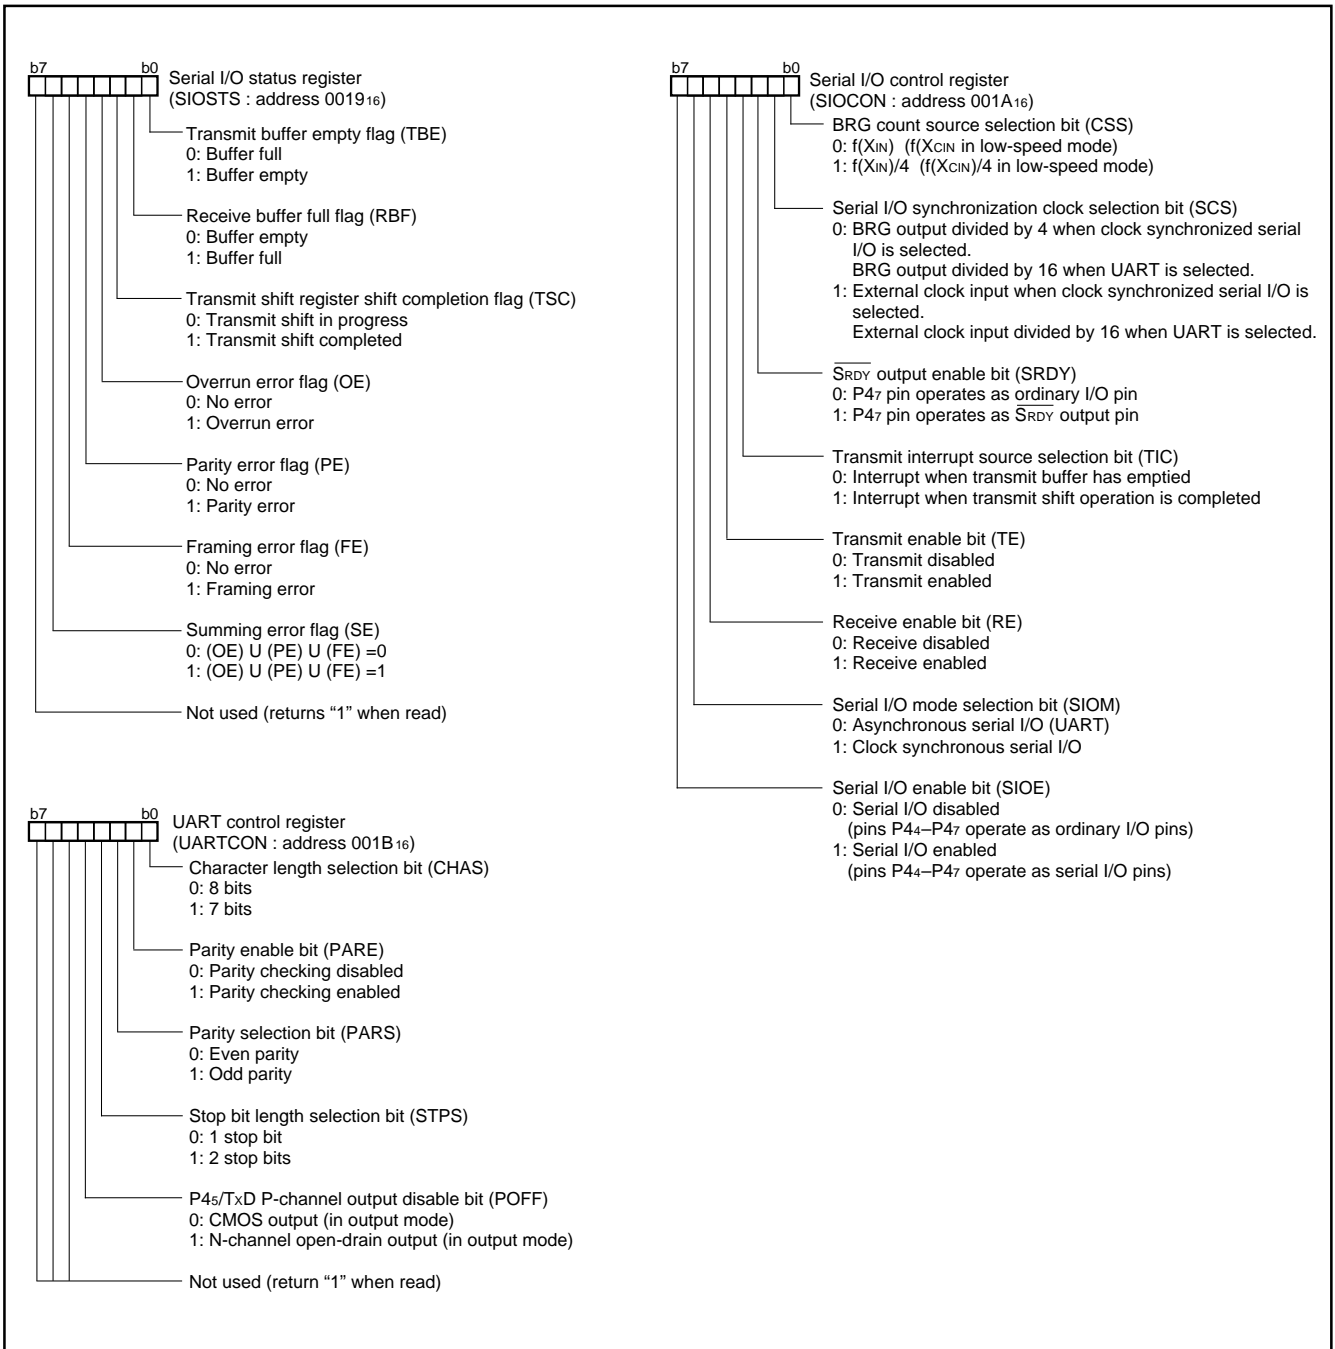 b7 b0 Serial I/O status register
(SIOSTS : address 0019₁₆)
Transmit buffer empty flag (TBE)
0: Buffer full
1: Buffer empty
Receive buffer full flag (RBF)
0: Buffer empty
1: Buffer full
Transmit shift register shift completion flag (TSC)
0: Transmit shift in progress
1: Transmit shift completed
Overrun error flag (OE)
0: No error
1: Overrun error
Parity error flag (PE)
0: No error
1: Parity error
Framing error flag (FE)
0: No error
1: Framing error
Summing error flag (SE)
0: (OE) U (PE) U (FE) =0
1: (OE) U (PE) U (FE) =1
Not used (returns “1” when read)
b7 b0 UART control register
(UARTCON : address 001B₁₆)
Character length selection bit (CHAS)
0: 8 bits
1: 7 bits
Parity enable bit (PARE)
0: Parity checking disabled
1: Parity checking enabled
Parity selection bit (PARS)
0: Even parity
1: Odd parity
Stop bit length selection bit (STPS)
0: 1 stop bit
1: 2 stop bits
P4₅/TxD P-channel output disable bit (POFF)
0: CMOS output (in output mode)
1: N-channel open-drain output (in output mode)
Not used (return “1” when read)
b7 b0 Serial I/O control register
(SIOCON : address 001A₁₆)
BRG count source selection bit (CSS)
0: f(XIN) (f(XCIN in low-speed mode)
1: f(XIN)/4 (f(XCIN)/4 in low-speed mode)
Serial I/O synchronization clock selection bit (SCS)
0: BRG output divided by 4 when clock synchronized serial
I/O is selected.
BRG output divided by 16 when UART is selected.
1: External clock input when clock synchronized serial I/O is
selected.
External clock input divided by 16 when UART is selected.
S̅R̅D̅Y̅ output enable bit (SRDY)
0: P4₇ pin operates as ordinary I/O pin
1: P4₇ pin operates as S̅R̅D̅Y̅ output pin
Transmit interrupt source selection bit (TIC)
0: Interrupt when transmit buffer has emptied
1: Interrupt when transmit shift operation is completed
Transmit enable bit (TE)
0: Transmit disabled
1: Transmit enabled
Receive enable bit (RE)
0: Receive disabled
1: Receive enabled
Serial I/O mode selection bit (SIOM)
0: Asynchronous serial I/O (UART)
1: Clock synchronous serial I/O
Serial I/O enable bit (SIOE)
0: Serial I/O disabled
(pins P4₄–P4₇ operate as ordinary I/O pins)
1: Serial I/O enabled
(pins P4₄–P4₇ operate as serial I/O pins)